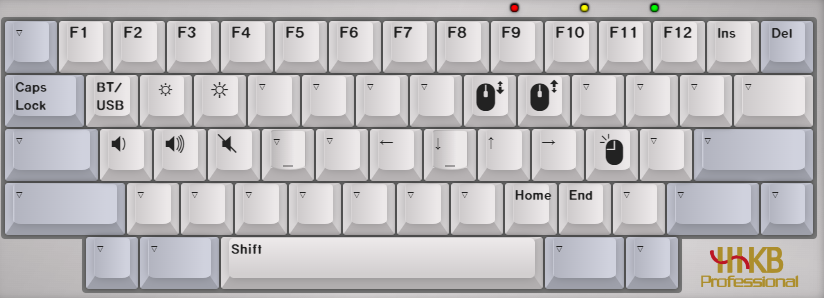 ▽ F1 F2 F3 F4 F5 F6 F7 F8 F9 F10 F11 F12 Ins Del
Caps
Lock
BT/
USB
▽ ▽ ▽ ▽ ▽ ▽ ▽
▽ ▽ ▽ ← ↓ ↑ → ▽ ▽
▽ ▽ ▽ ▽ ▽ ▽ ▽ ▽ Home End ▽ ▽ ▽
▽ ▽ Shift ▽ ▽
HHKB
Professional